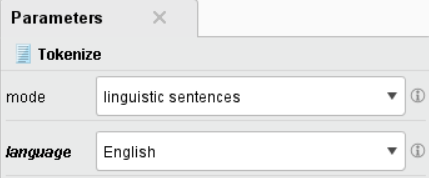 Parameters
Tokenize
mode linguistic sentences
language English